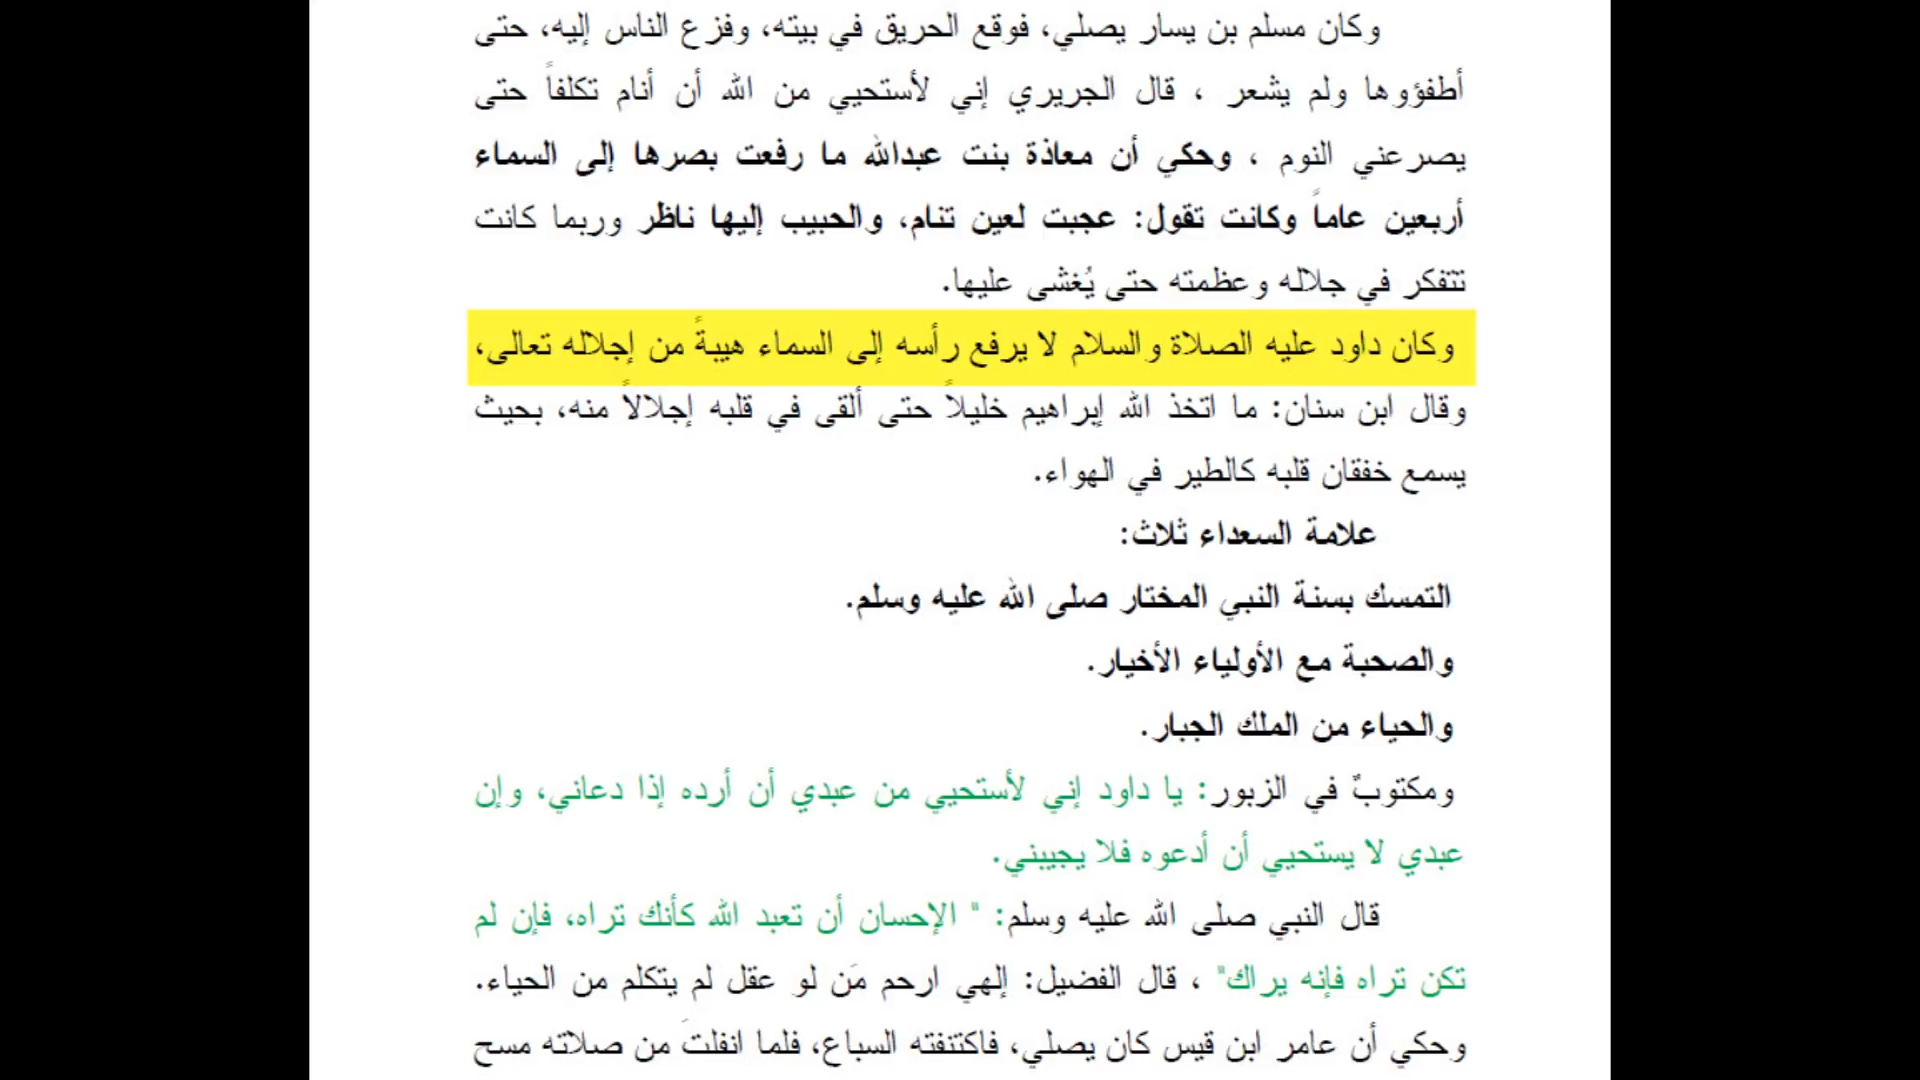 وكان مسلم بن يسار يصلي، فوقع الحريق في بيته، وفزع الناس إليه، حتى
أطفؤوها ولم يشعر ، قال الجريري إني لأستحيي من الله أن أنام تكلفاً حتى
يصرعني النوم ، وحكي أن معاذة بنت عبدالله ما رفعت بصرها إلى السماء
أربعين عاماً وكانت تقول: عجبت لعين تنام، والحبيب إليها ناظر وربما كانت
تتفكر في جلاله وعظمته حتى يُغشى عليها.
وكان داود عليه الصلاة والسلام لا يرفع رأسه إلى السماء هيبةً من إجلاله تعالى،
وقال ابن سنان: ما اتخذ الله إبراهيم خليلاً حتى ألقى في قلبه إجلالاً منه، بحيث
يسمع خفقان قلبه كالطير في الهواء.
علامة السعداء ثلاث:
التمسك بسنة النبي المختار صلى الله عليه وسلم.
والصحبة مع الأولياء الأخيار.
والحياء من الملك الجبار.
ومكتوبٌ في الزبور: يا داود إني لأستحيي من عبدي أن أرده إذا دعاني، وإن
عبدي لا يستحيي أن أدعوه فلا يجيبني.
قال النبي صلى الله عليه وسلم: " الإحسان أن تعبد الله كأنك تراه، فإن لم
تكن تراه فإنه يراك" ، قال الفضيل: إلهي ارحم مَن لو عقل لم يتكلم من الحياء.
وحكي أن عامر ابن قيس كان يصلي، فاكتنفته السباع، فلما انفلتَ من صلاته مسح